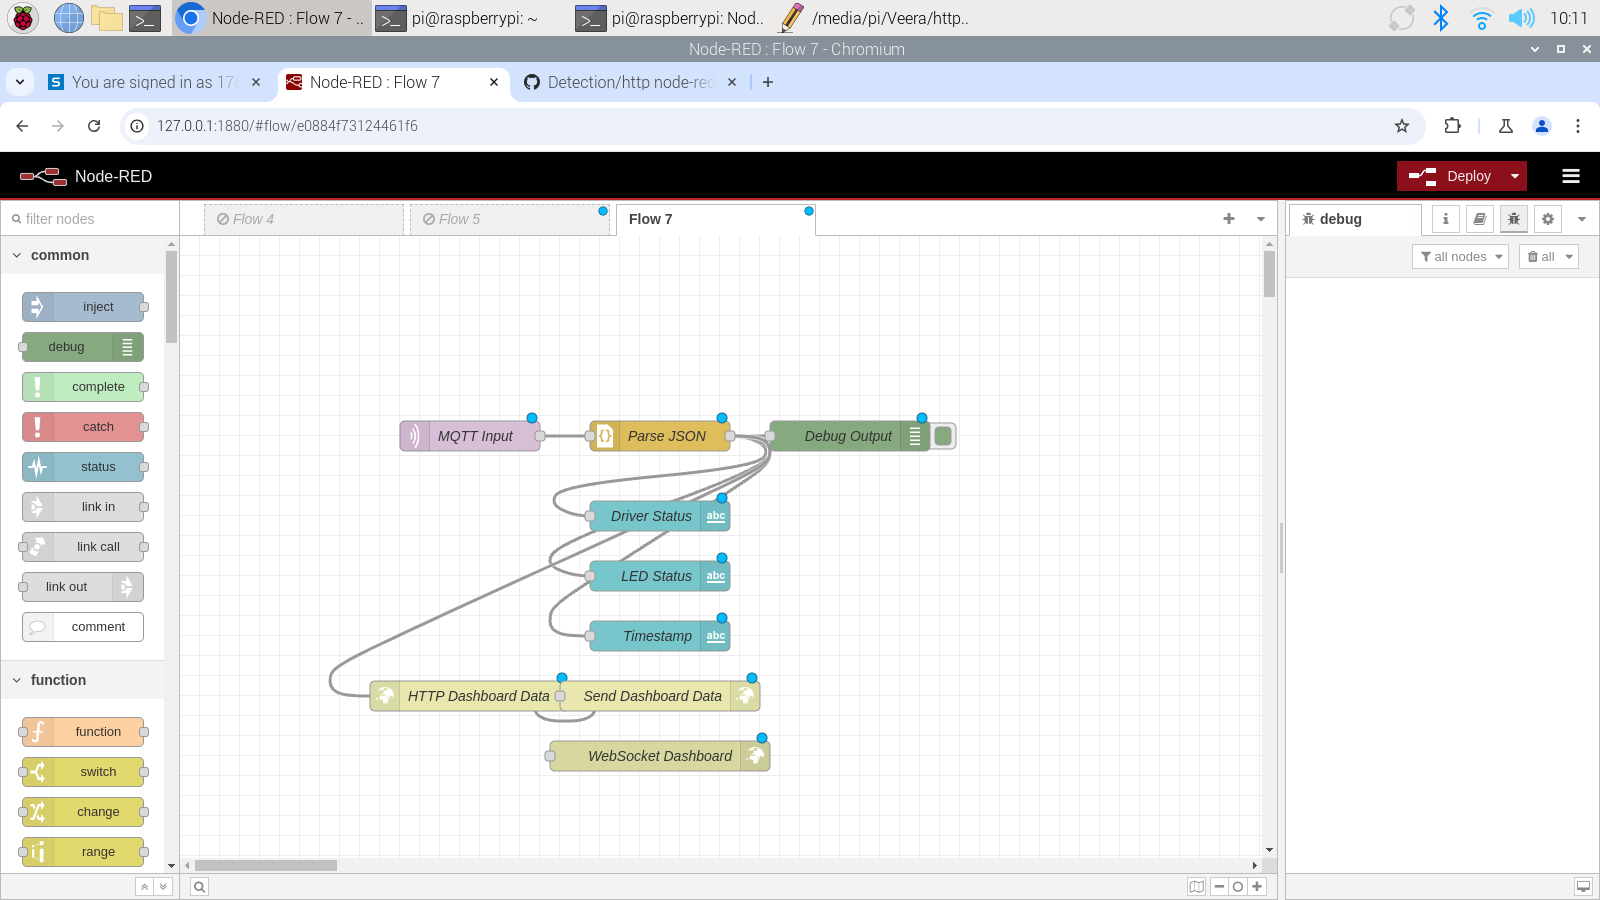 Node-RED : Flow 7 - ..
pi@raspberrypi: ~
pi@raspberrypi: Nod..
/media/pi/Veera/http..
10:11
Node-RED : Flow 7 - Chromium
You are signed in as 178
Node-RED : Flow 7
Detection/http node-red
127.0.0.1:1880/#flow/e0884f73124461f6
Node-RED
Deploy
filter nodes
Flow 4
Flow 5
Flow 7
debug
all nodes
all
common
inject
debug
complete
catch
status
link in
link call
link out
comment
function
function
switch
change
range
MQTT Input
Parse JSON
Debug Output
Driver Status
abc
LED Status
abc
Timestamp
abc
HTTP Dashboard Data
Send Dashboard Data
WebSocket Dashboard